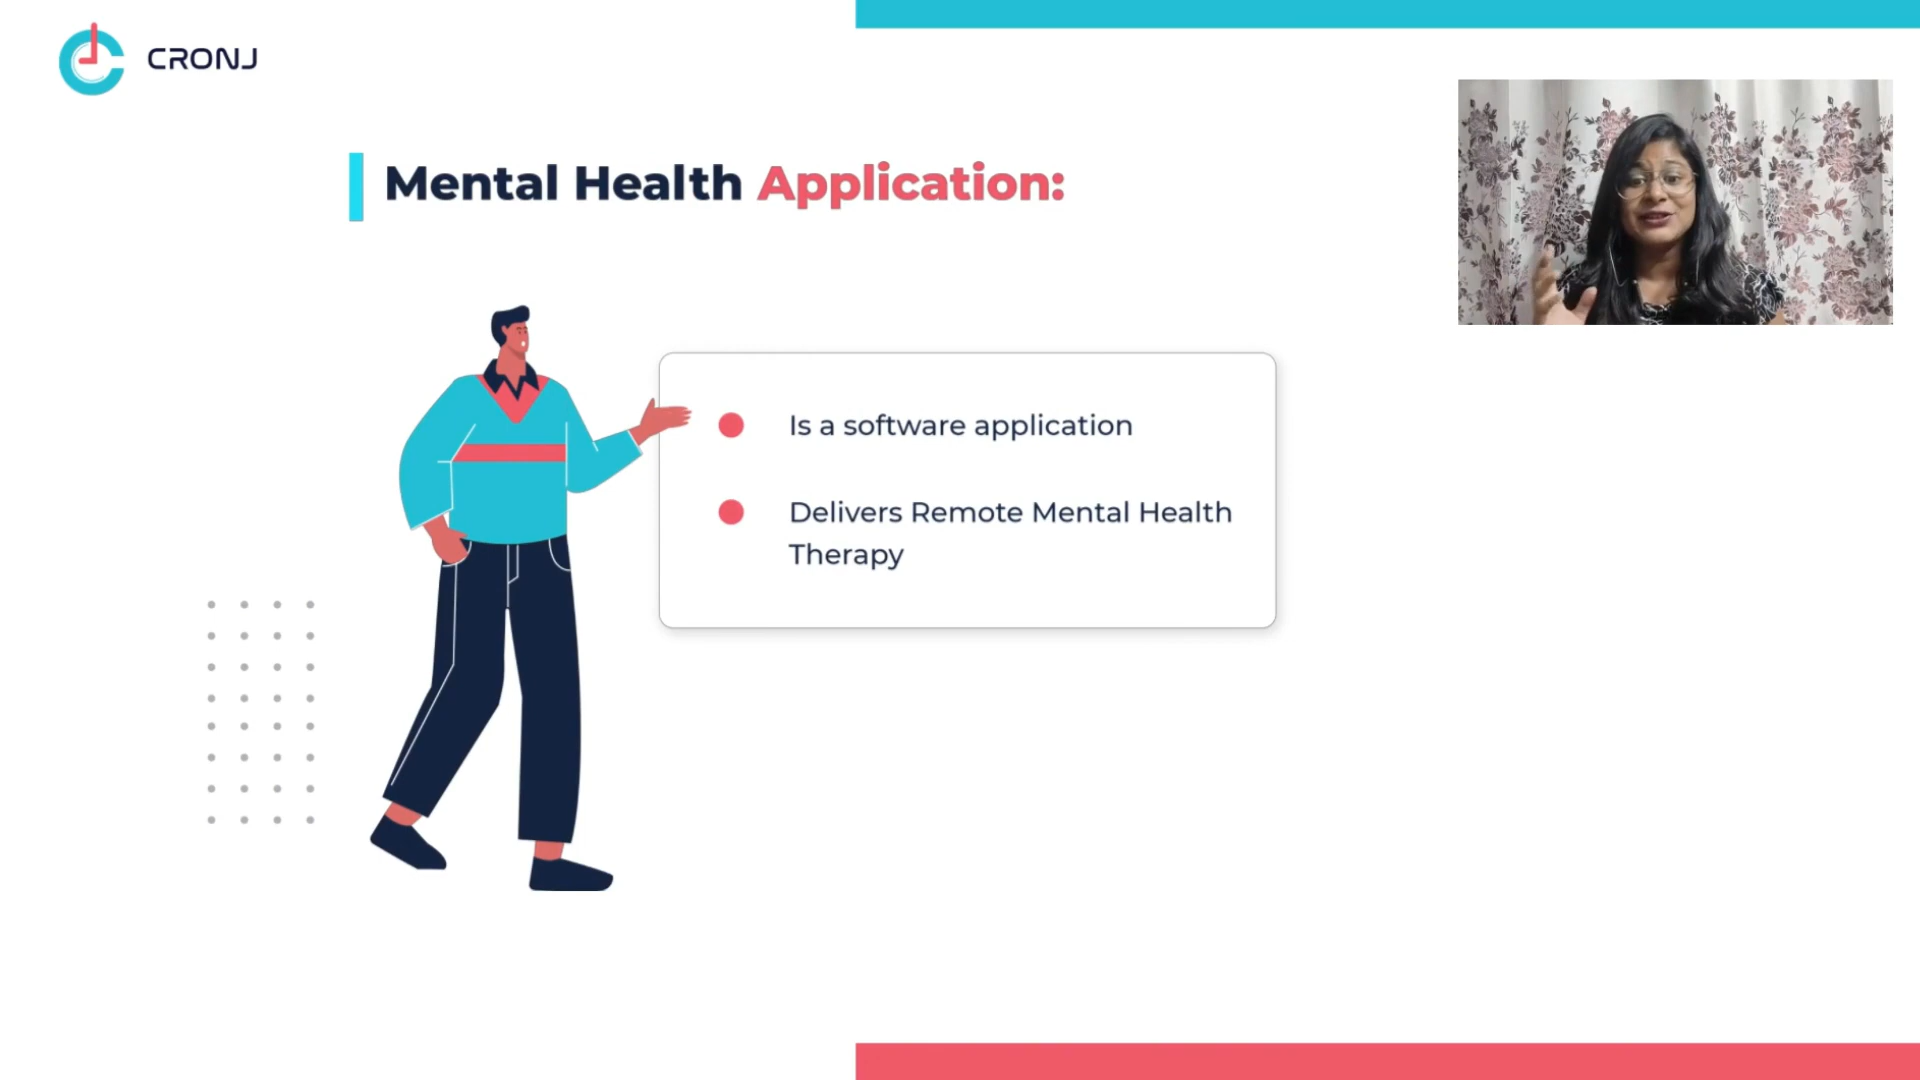 CRONJ
Mental Health Application:
Is a software application
Delivers Remote Mental Health
Therapy